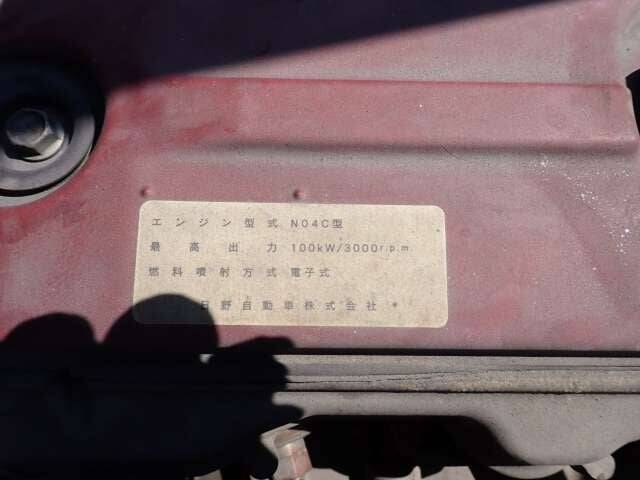 エンジン型式 N04C型
最高出力 100kW/3000r.p.m
燃料噴射方式 電子式
日野自動車株式会社 *